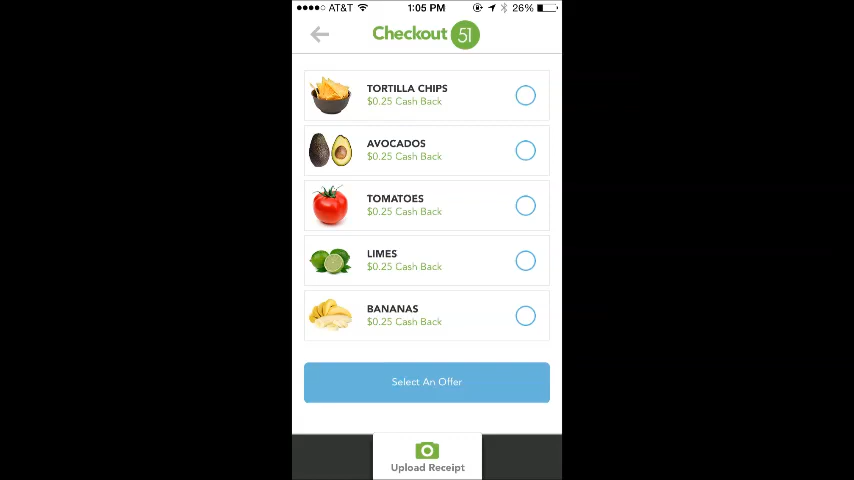 AT&T 1:05 PM 26%
Checkout 51
TORTILLA CHIPS
$0.25 Cash Back
AVOCADOS
$0.25 Cash Back
TOMATOES
$0.25 Cash Back
LIMES
$0.25 Cash Back
BANANAS
$0.25 Cash Back
Select An Offer
Upload Receipt